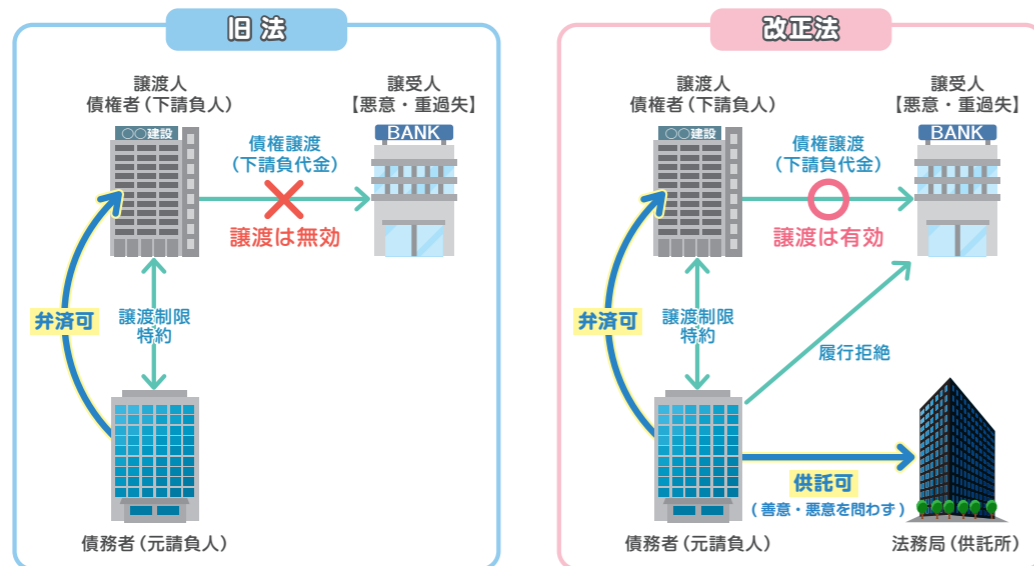 旧 法
譲渡人
債権者(下請負人)
譲受人
【悪意・重過失】
〇〇建設
BANK
債権譲渡
(下請負代金)
譲渡は無効
弁済可
譲渡制限
特約
債務者(元請負人)
改正法
譲渡人
債権者(下請負人)
譲受人
【悪意・重過失】
〇〇建設
BANK
債権譲渡
(下請負代金)
譲渡は有効
弁済可
譲渡制限
特約
履行拒絶
供託可
(善意・悪意を問わず)
債務者(元請負人)
法務局(供託所)